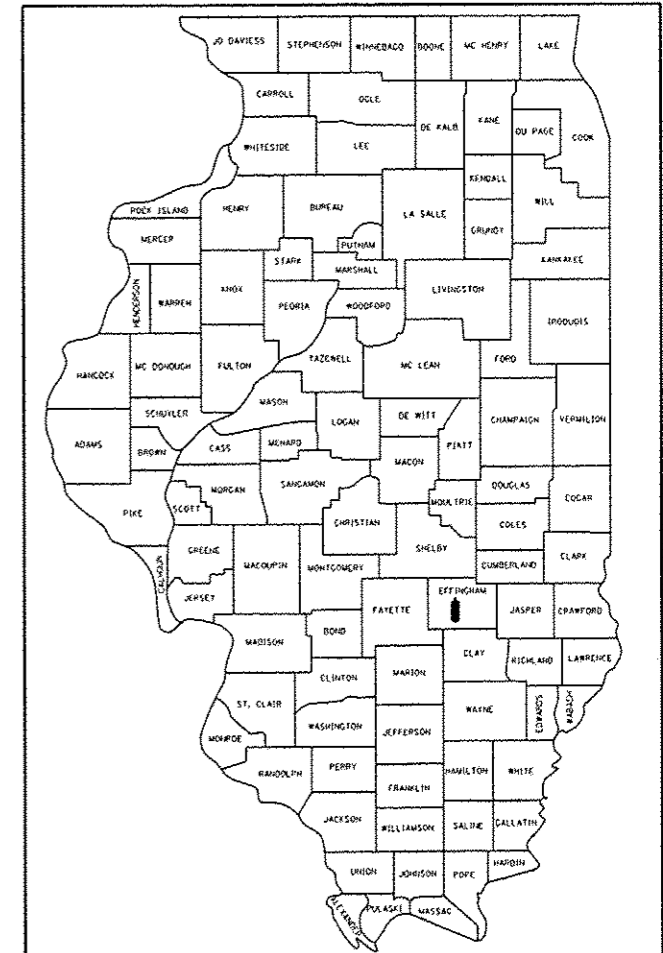 JO DAVIESS
STEPHENSON
WINNEBAGO
BOONE
MC HENRY
LAKE
CARROLL
OGLE
DE KALB
KANE
DU PAGE
COOK
WHITESIDE
LEE
KENDALL
WILL
ROCK ISLAND
HENRY
BUREAU
LA SALLE
GRUNDY
MERCER
PUTNAM
STARK
MARSHALL
KANKAKEE
HENDERSON
WARREN
KNOX
PEORIA
WOODFORD
LIVINGSTON
IROQUOIS
HANCOCK
MC DONOUGH
FULTON
TAZEWELL
MC LEAN
FORD
SCHUYLER
MASON
LOGAN
DE WITT
CHAMPAIGN
VERMILION
ADAMS
BROWN
CASS
MENARD
MACON
PIATT
PIKE
SCOTT
MORGAN
SANGAMON
CHRISTIAN
MOULTRIE
DOUGLAS
EDGAR
COLES
GREENE
MACOUPIN
MONTGOMERY
SHELBY
CUMBERLAND
CLARK
CALHOUN
JERSEY
FAYETTE
EFFINGHAM
JASPER
CRAWFORD
MADISON
BOND
CLAY
RICHLAND
LAWRENCE
CLINTON
MARION
ST. CLAIR
WAYNE
EDWARDS
WABASH
MONROE
WASHINGTON
JEFFERSON
RANDOLPH
PERRY
HAMILTON
WHITE
FRANKLIN
JACKSON
WILLIAMSON
SALINE
GALLATIN
UNION
JOHNSON
POPE
HARDIN
ALEXANDER
PULASKI
MASSAC